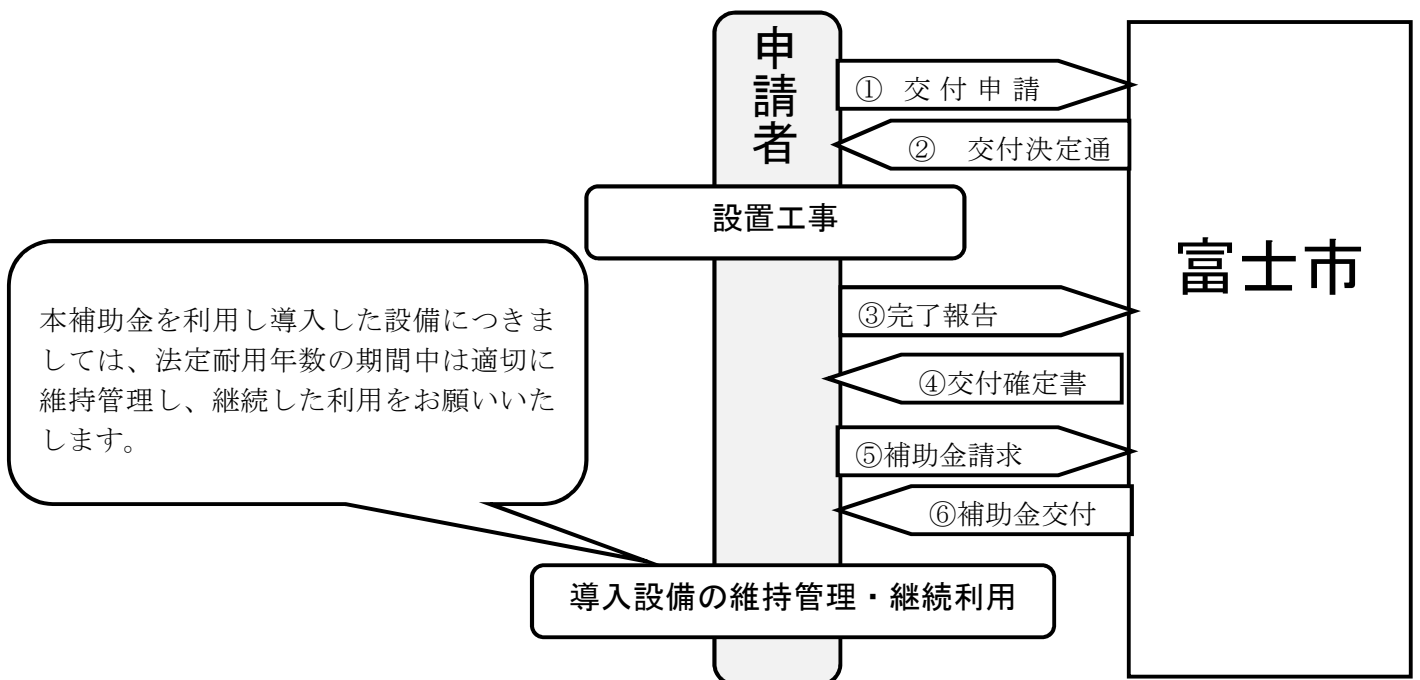 申請者
① 交付申請
② 交付決定通
設置工事
富士市
③完了報告
④交付確定書
⑤補助金請求
⑥補助金交付
本補助金を利用し導入した設備につきま
しては、法定耐用年数の期間中は適切に
維持管理し、継続した利用をお願いいた
します。
導入設備の維持管理・継続利用